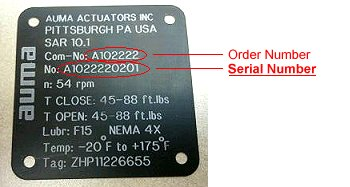 AUMA ACTUATORS INC
PITTSBURGH PA USA
SAR 10.1
Com-No: A102222
No: A1022220201
n: 54 rpm
T CLOSE: 45-88 ft.lbs
T OPEN: 45-88 ft.lbs
Lubr: F15 NEMA 4X
Temp: -20°F to +175°F
Tag: ZHP11226655
auma
Order Number
Serial Number